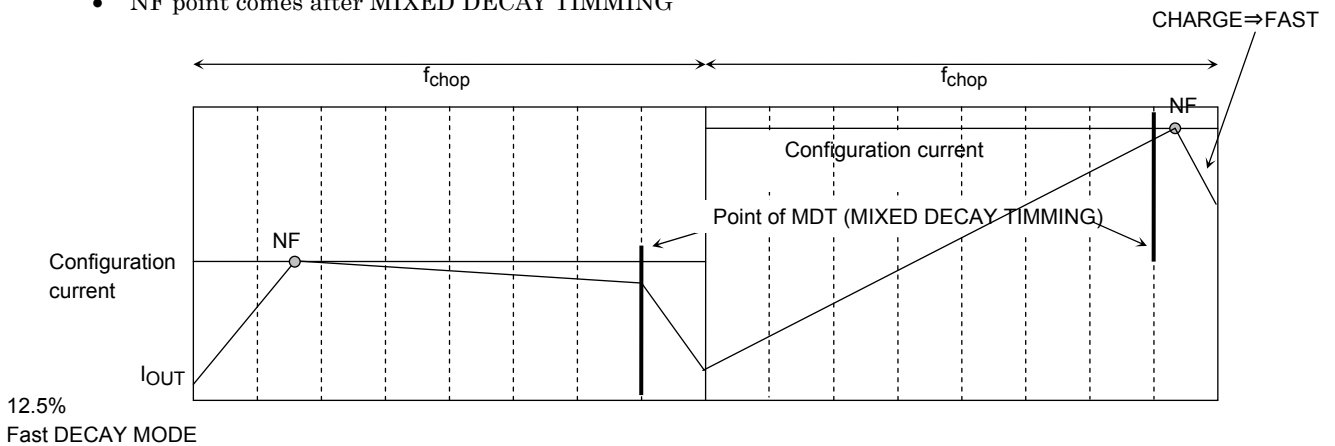 • NF point comes after MIXED DECAY TIMMING
CHARGE⇒FAST
fchop
fchop
NF
Configuration current
Point of MDT (MIXED DECAY TIMMING)
NF
Configuration
current
IOUT
12.5%
Fast DECAY MODE